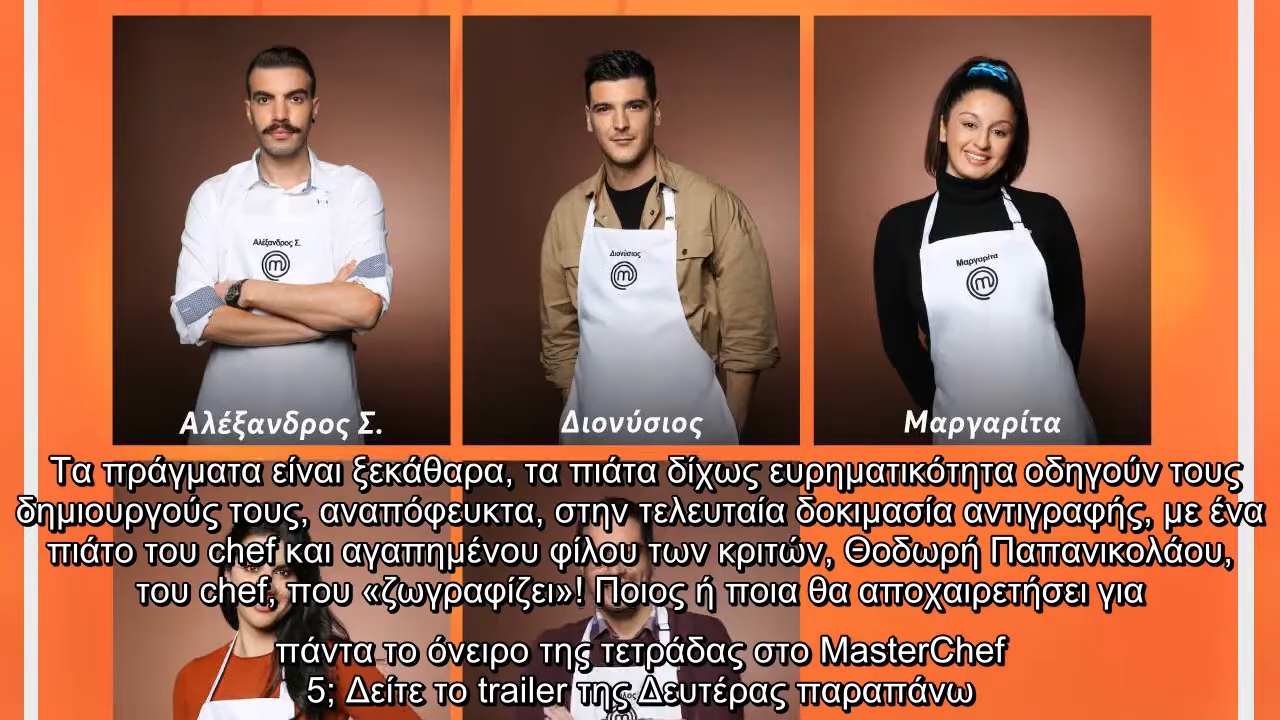 Αλέξανδρος Σ.
Διονύσιος
Μαργαρίτα
Αλέξανδρος Σ.
Διονύσιος
Μαργαρίτα
Τα πράγματα είναι ξεκάθαρα, τα πιάτα δίχως ευρηματικότητα οδηγούν τους
δημιουργούς τους, αναπόφευκτα, στην τελευταία δοκιμασία αντιγραφής, με ένα
πιάτο του chef και αγαπημένου φίλου των κριτών, Θοδωρή Παπανικολάου,
του chef, που «ζωγραφίζει»! Ποιος ή ποια θα αποχαιρετήσει για
πάντα το όνειρο της τετράδας στο MasterChef
5; Δείτε το trailer της Δευτέρας παραπάνω